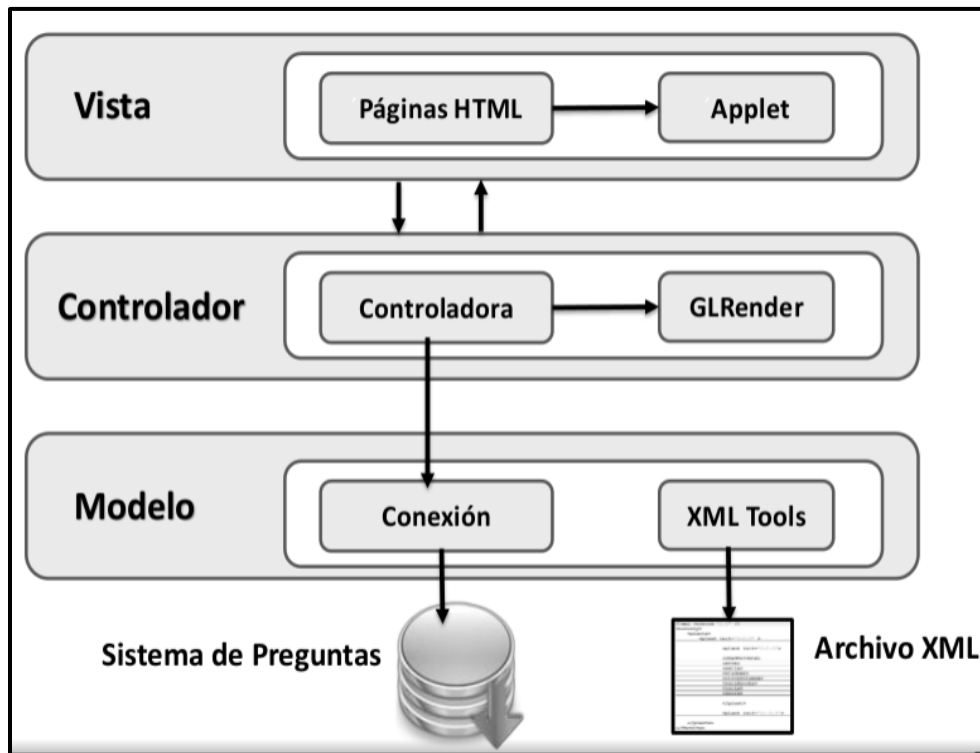 Vista
Páginas HTML
Applet
Controlador
Controladora
GLRender
Modelo
Conexión
XML Tools
Sistema de Preguntas
Archivo XML